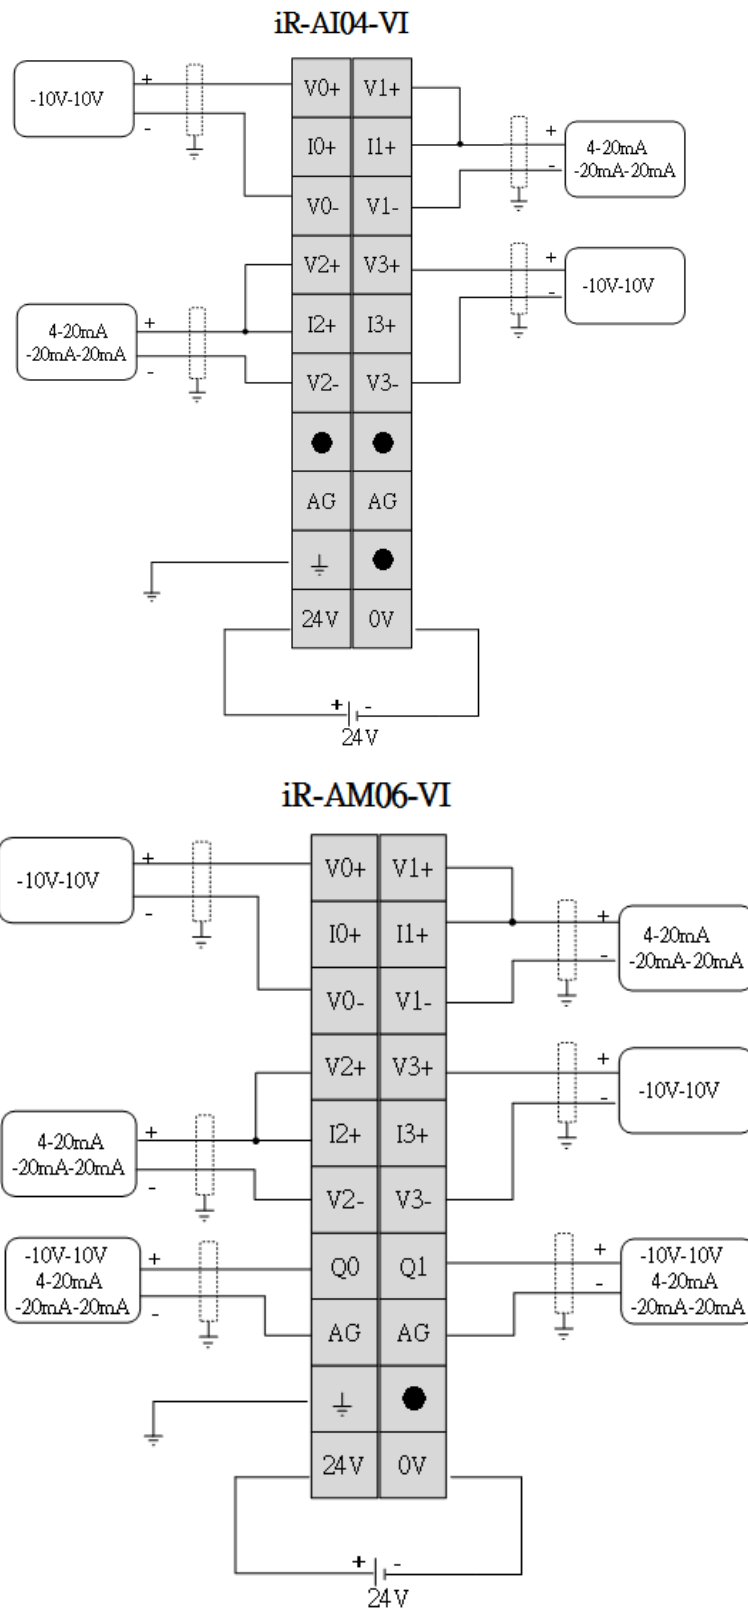 iR-AI04-VI
-10V-10V
+
-
V0+ V1+
I0+ I1+
V0- V1-
+
-
4-20mA
-20mA-20mA
V2+ V3+
I2+ I3+
V2- V3-
+
-
-10V-10V
4-20mA
-20mA-20mA
+
-
AG AG
24V 0V
+ -
24V
iR-AM06-VI
-10V-10V
+
-
V0+ V1+
I0+ I1+
V0- V1-
+
-
4-20mA
-20mA-20mA
V2+ V3+
I2+ I3+
V2- V3-
+
-
-10V-10V
4-20mA
-20mA-20mA
+
-
-10V-10V
4-20mA
-20mA-20mA
+
-
Q0 Q1
AG AG
+
-
-10V-10V
4-20mA
-20mA-20mA
24V 0V
+ -
24V